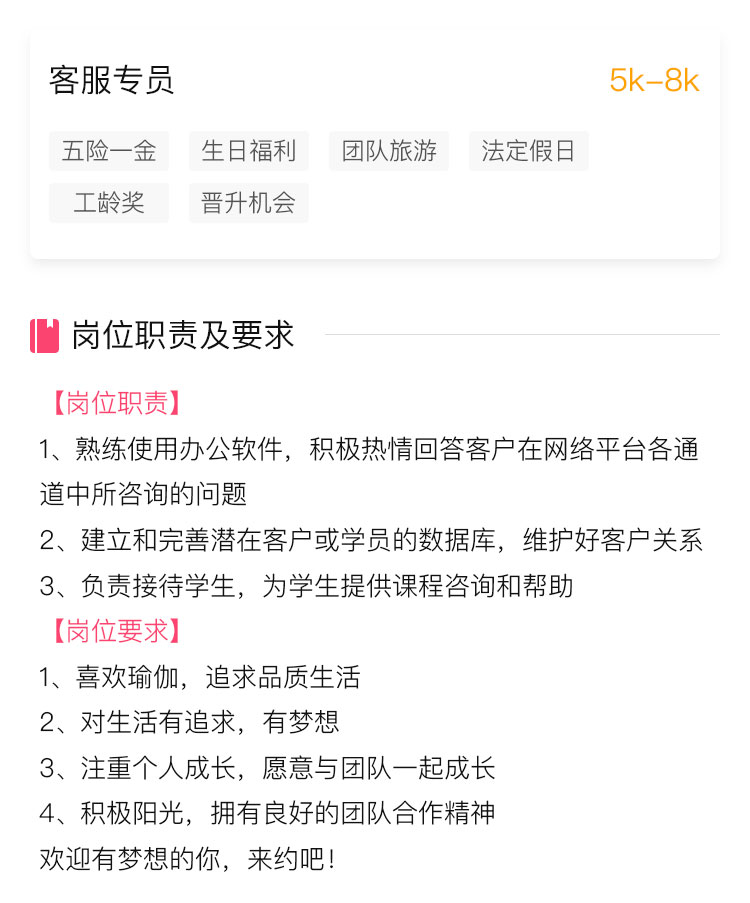 客服专员 5k-8k
五险一金 生日福利 团队旅游 法定假日
工龄奖 晋升机会
岗位职责及要求
【岗位职责】
1、熟练使用办公软件，积极热情回答客户在网络平台各通
道中所咨询的问题
2、建立和完善潜在客户或学员的数据库，维护好客户关系
3、负责接待学生，为学生提供课程咨询和帮助
【岗位要求】
1、喜欢瑜伽，追求品质生活
2、对生活有追求，有梦想
3、注重个人成长，愿意与团队一起成长
4、积极阳光，拥有良好的团队合作精神
欢迎有梦想的你，来约吧！